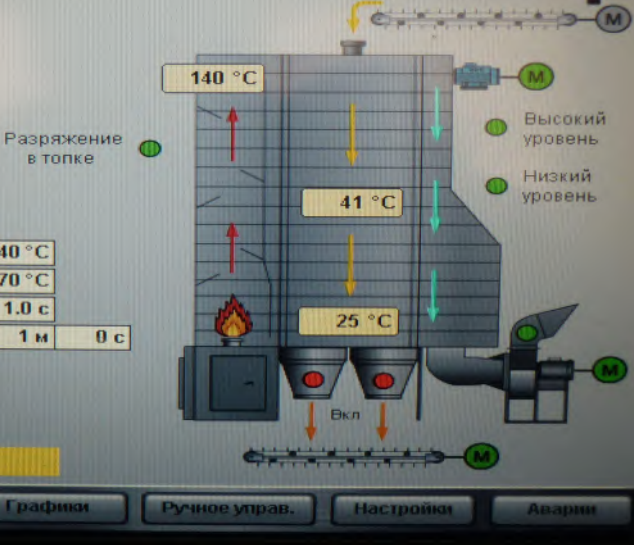 M
140 °C
M
Высокий
уровень
Разряжение
в топке
Низкий
уровень
41 °C
40 °C
70 °C
1.0 с
25 °C
1 м
0 с
M
Вкл
M
Графики
Ручное управ.
Настройки
Аварии